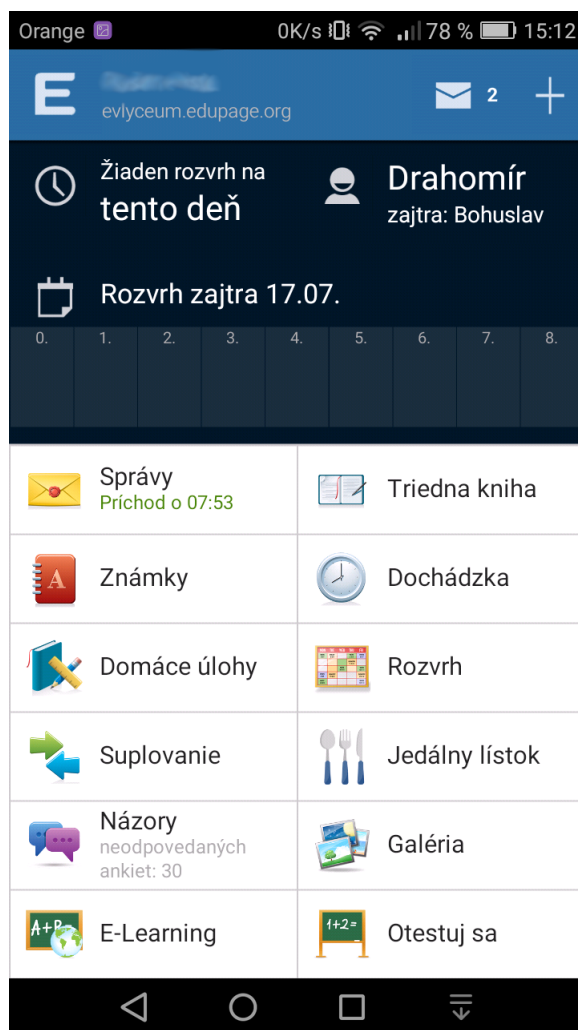 Orange 0K/s 78 % 15:12
E
evlyceum.edupage.org
2
Žiaden rozvrh na
tento deň
Drahomír
zajtra: Bohuslav
Rozvrh zajtra 17.07.
0. 1. 2. 3. 4. 5. 6. 7. 8.
Správy
Príchod o 07:53
Triedna kniha
A
Známky
Dochádzka
Domáce úlohy
Rozvrh
Suplovanie
Jedálny lístok
Názory
neodpovedaných
ankiet: 30
Galéria
E-Learning
1+2=
Otestuj sa